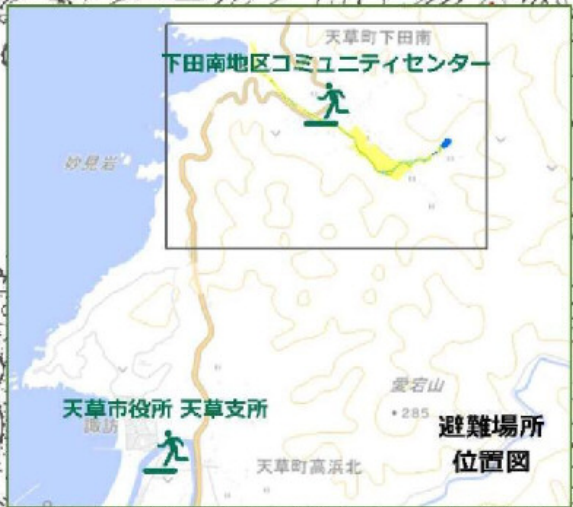 天草町下田南
下田南地区コミュニティセンター
妙見岩
愛宕山
・285
天草市役所 天草支所
諏訪
避難場所
位置図
天草町高浜北